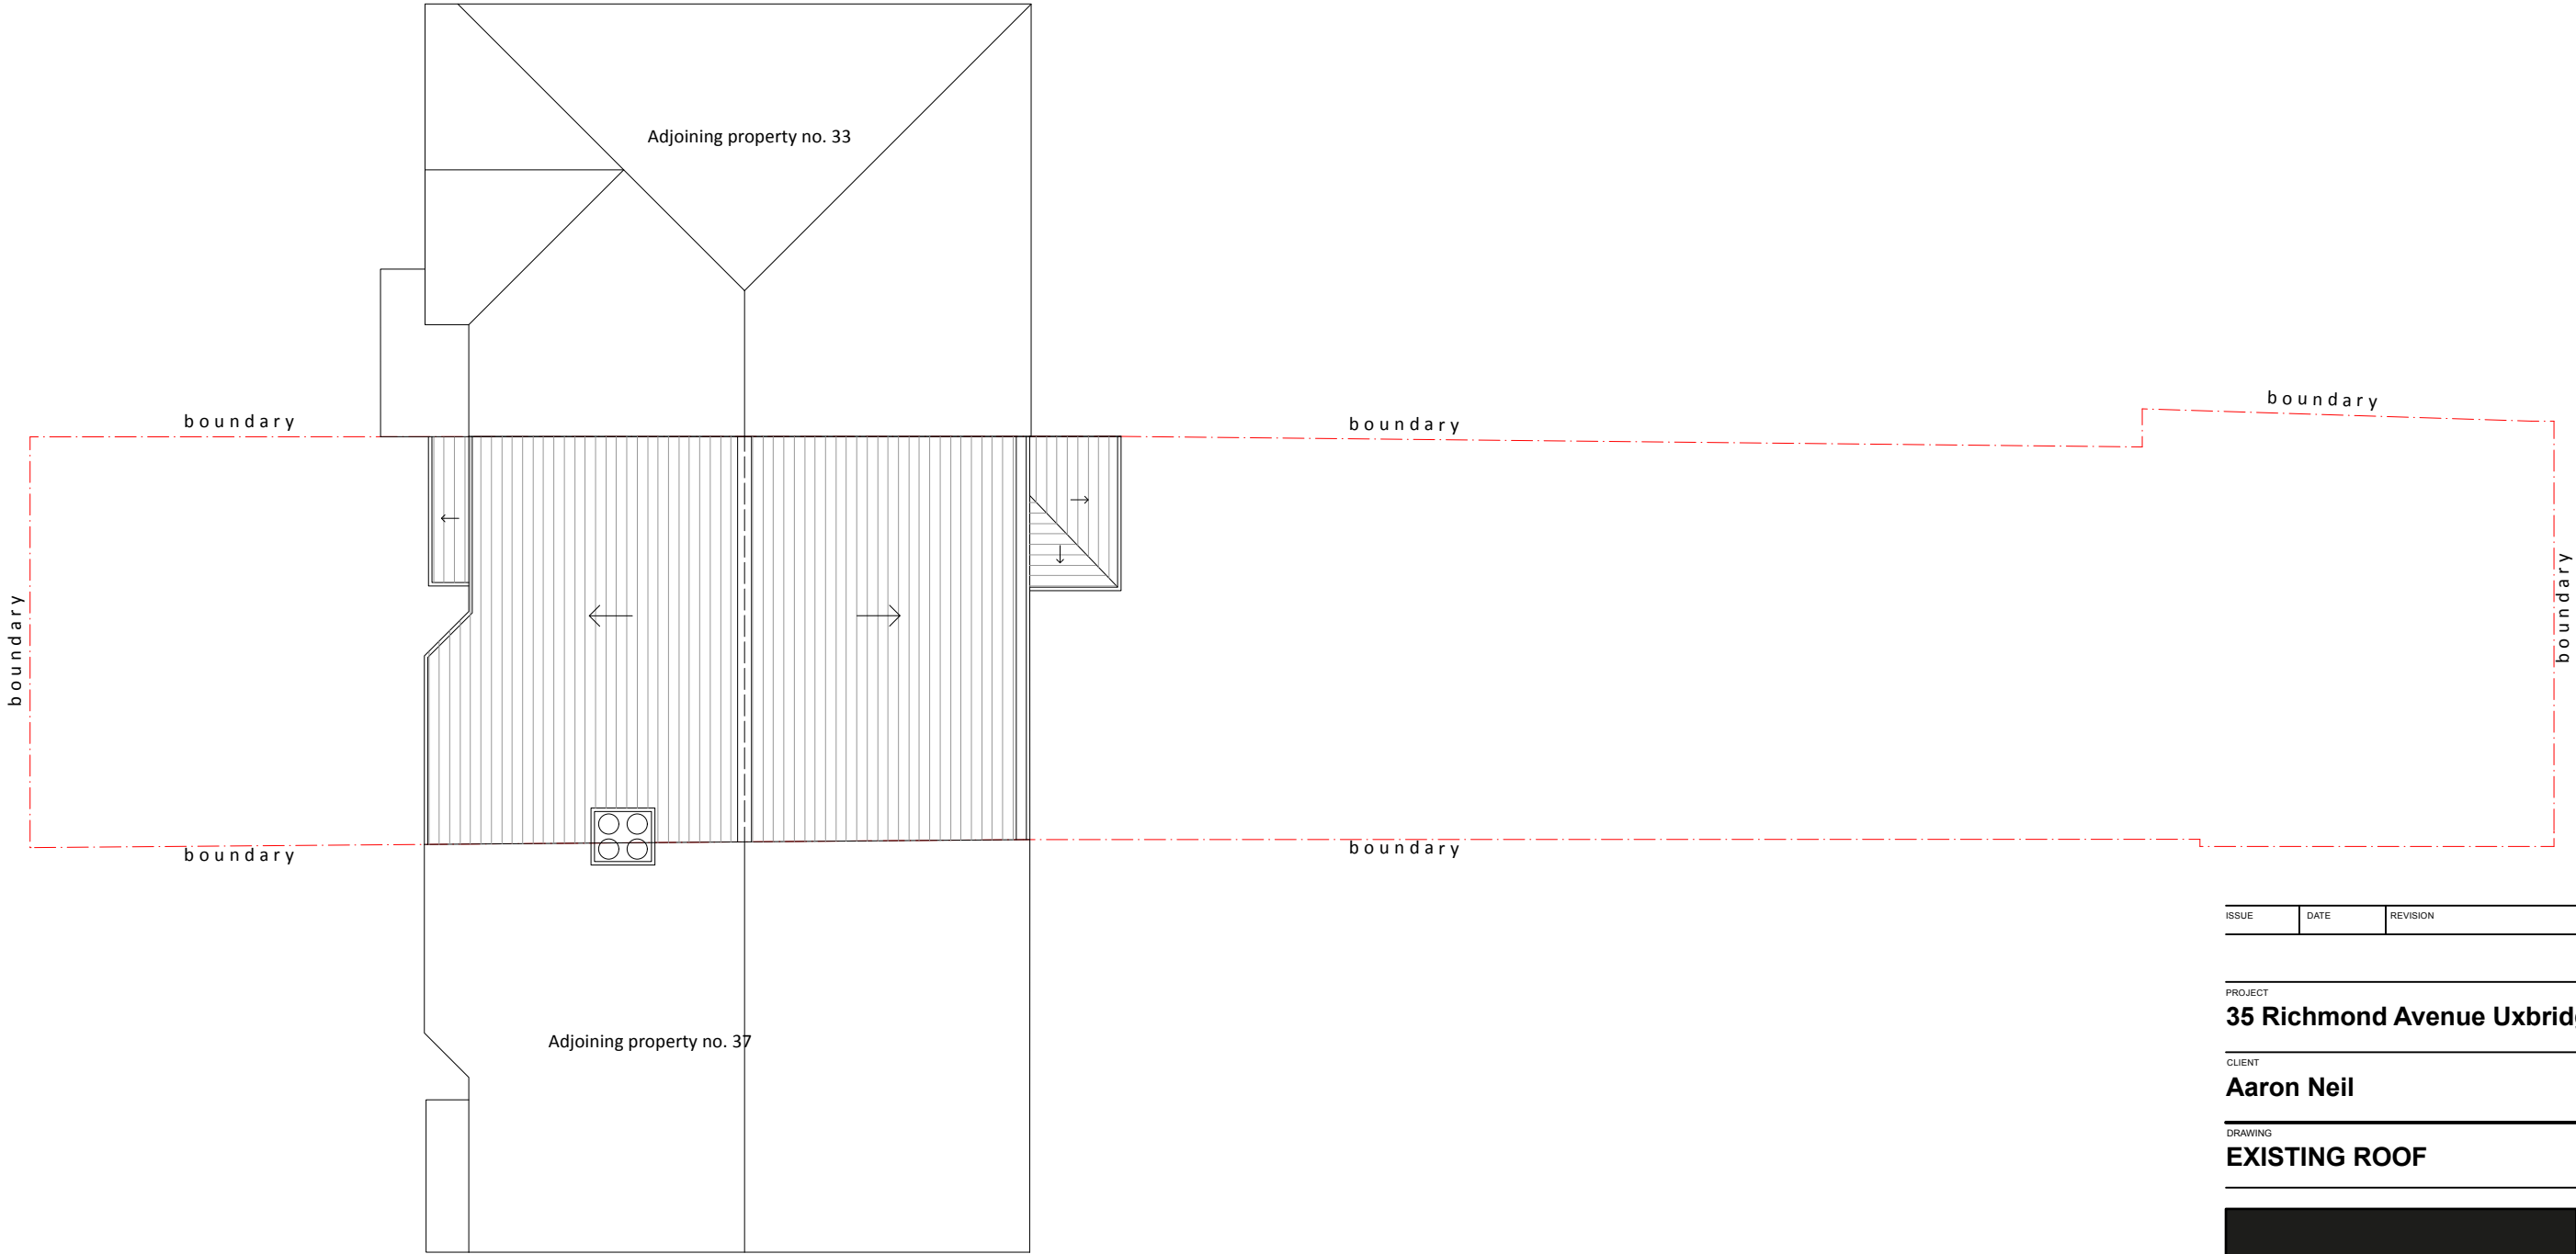 Adjoining property no. 33
boundary
boundary
boundary
boundary
boundary
boundary
boundary
Adjoining property no. 37
ISSUE DATE REVISION
PROJECT
35 Richmond Avenue Uxbrid
CLIENT
Aaron Neil
DRAWING
EXISTING ROOF